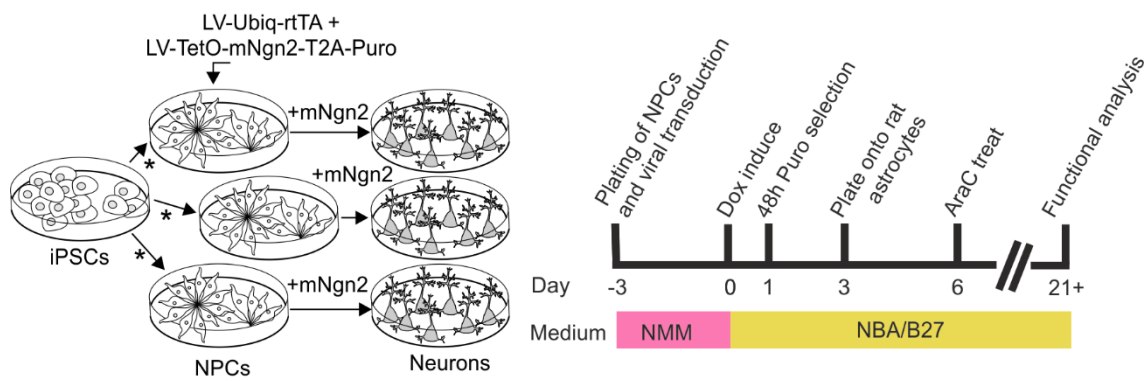 LV-Ubiq-rtTA +
LV-TetO-mNgn2-T2A-Puro
+mNgn2
*
+mNgn2
*
iPSCs
*
+mNgn2
NPCs
Neurons
Plating of NPCs
and viral transduction
Dox induce
48h Puro selection
Plate onto rat
astrocytes
AraC treat
Functional analysis
Day -3 0 1 3 6 21+
Medium NMM NBA/B27